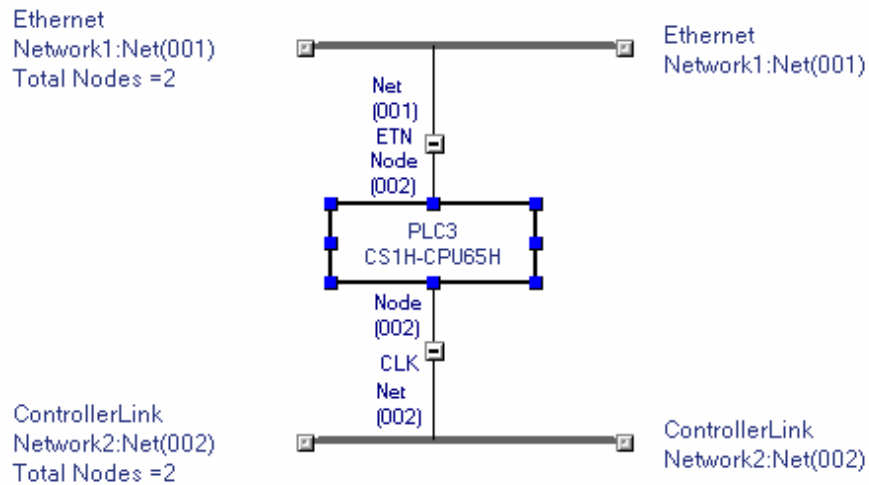 Ethernet
Network1:Net(001)
Total Nodes =2
Ethernet
Network1:Net(001)
Net
(001)
ETN
Node
(002)
PLC3
CS1H-CPU65H
Node
(002)
CLK
Net
(002)
ControllerLink
Network2:Net(002)
Total Nodes =2
ControllerLink
Network2:Net(002)